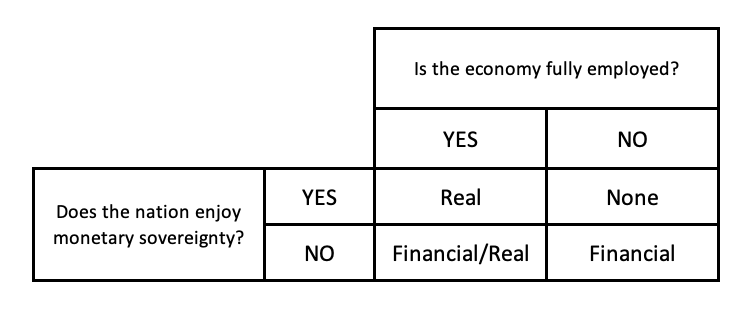 Is the economy fully employed?
YES
NO
Does the nation enjoy
monetary sovereignty?
YES
Real
None
NO
Financial/Real
Financial